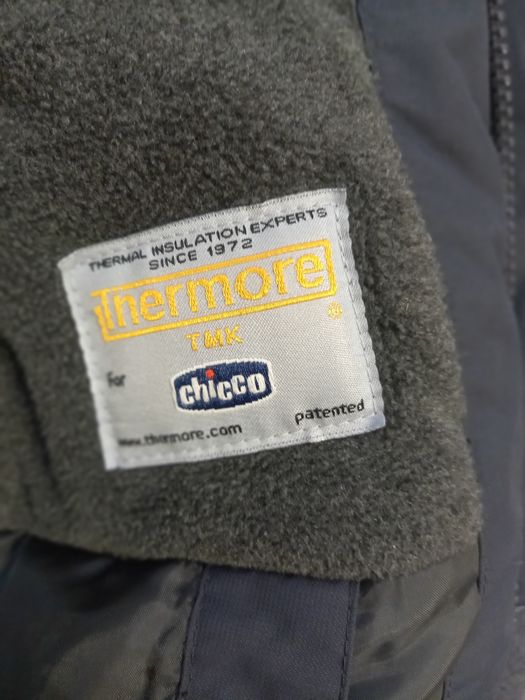 THERMAL INSULATION EXPERTS
SINCE 1972
Thermore
®
TMK
For
chicco
patented
www.thermore.com